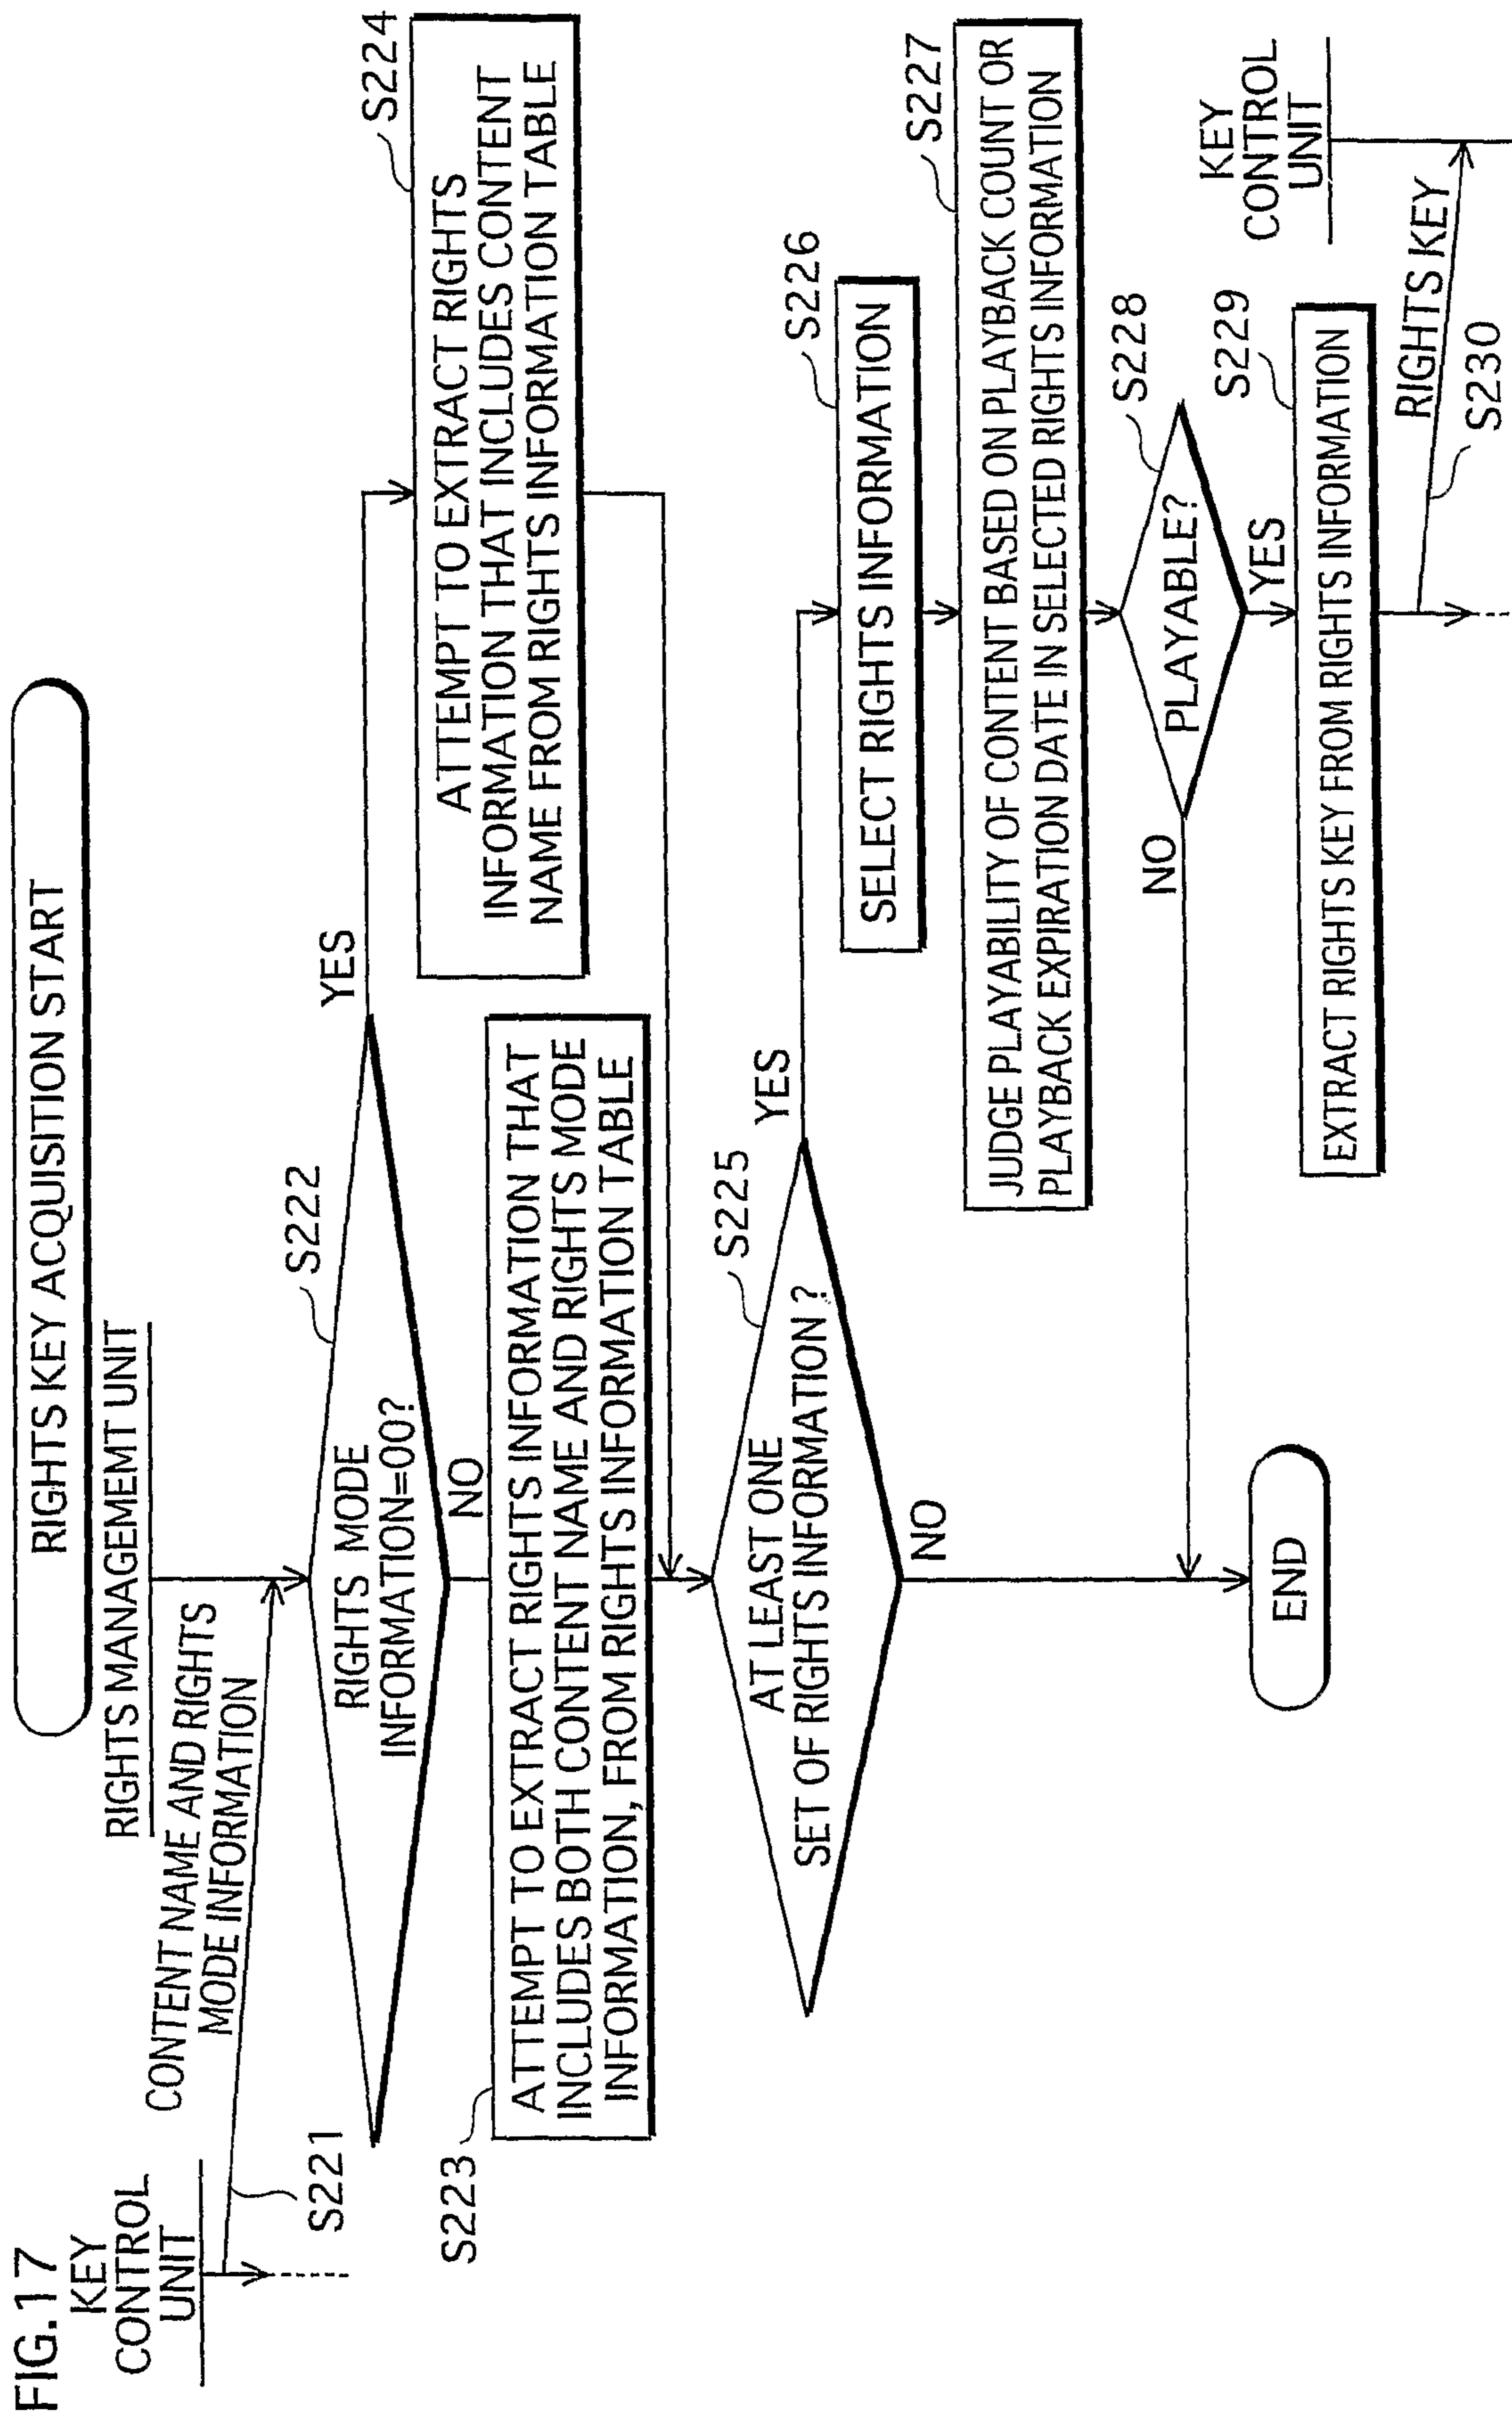 FIG.17
RIGHTS KEY ACQUISITION START
KEY
CONTROL
UNIT
RIGHTS MANAGEMENT UNIT
CONTENT NAME AND RIGHTS
MODE INFORMATION
S221
S222
RIGHTS MODE
INFORMATION=00?
YES
NO
S224
ATTEMPT TO EXTRACT RIGHTS
INFORMATION THAT INCLUDES CONTENT
NAME FROM RIGHTS INFORMATION TABLE
S223
ATTEMPT TO EXTRACT RIGHTS INFORMATION THAT
INCLUDES BOTH CONTENT NAME AND RIGHTS MODE
INFORMATION, FROM RIGHTS INFORMATION TABLE
S225
AT LEAST ONE
SET OF RIGHTS INFORMATION ?
YES
NO
S226
SELECT RIGHTS INFORMATION
S227
JUDGE PLAYABILITY OF CONTENT BASED ON PLAYBACK COUNT OR
PLAYBACK EXPIRATION DATE IN SELECTED RIGHTS INFORMATION
S228
PLAYABLE?
NO
YES
S229
EXTRACT RIGHTS KEY FROM RIGHTS INFORMATION
KEY
CONTROL
UNIT
RIGHTS KEY
S230
END